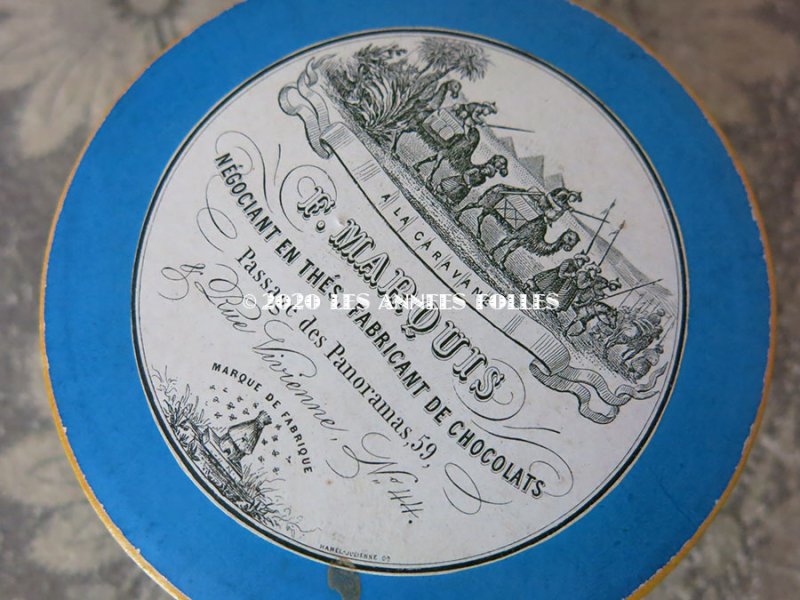 A LA CARAVANE
F. MARQUIS
NÉGOCIANT EN THÉS, FABRICANT DE CHOCOLATS
Passage des Panoramas, 59,
& Rue Vivienne, No 44.
MARQUE DE FABRIQUE
©2020 LES ANNEES FOLLES